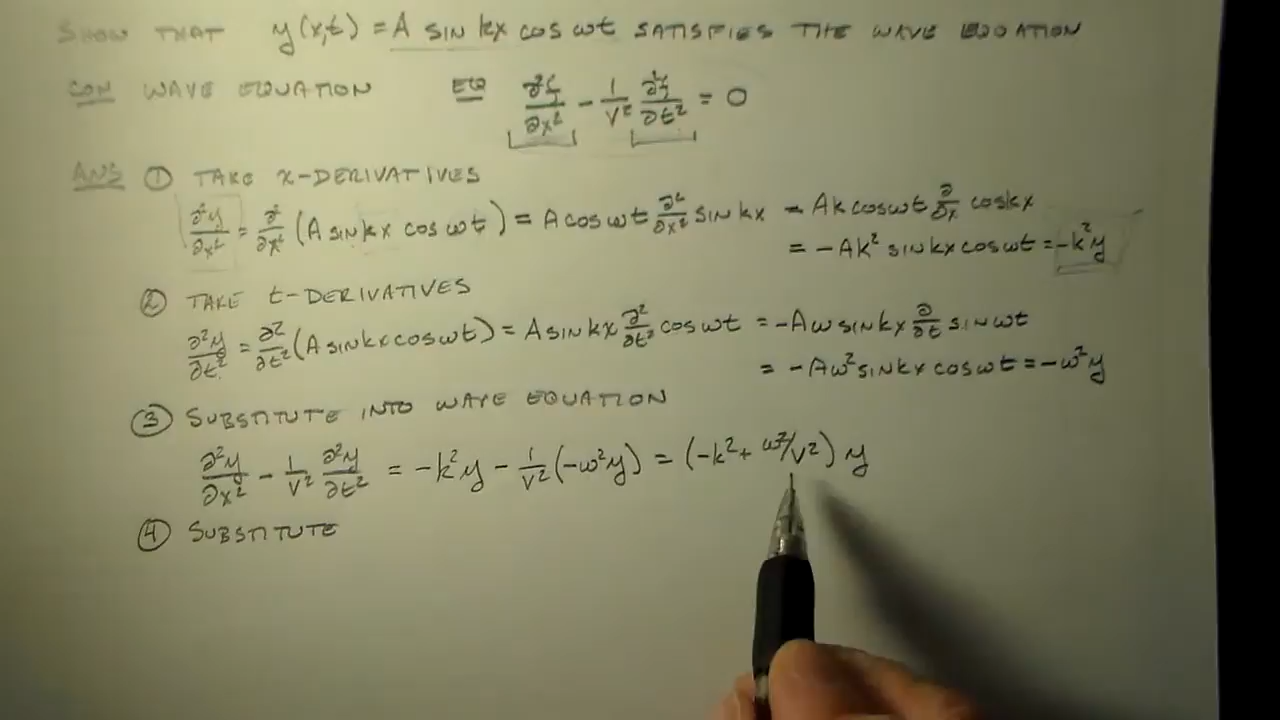 SHOW THAT y(x,t) = A SIN kx COS ωt SATISFIES THE WAVE EQUATION
CON WAVE EQUATION EQ ∂²y/∂x² - 1/V² ∂²y/∂t² = 0
ANS ① TAKE x-DERIVATIVES
∂²y/∂x² = ∂²/∂x² (A sin kx cos ωt) = A cos ωt ∂²/∂x² sin kx = Ak cos ωt ∂/∂x cos kx
= -Ak² sin kx cos ωt = -k²y
② TAKE t-DERIVATIVES
∂²y/∂t² = ∂²/∂t² (A sin kx cos ωt) = A sin kx ∂²/∂t² cos ωt = -Aω sin kx ∂/∂t sin ωt
= -Aω² sin kx cos ωt = -ω²y
③ SUBSTITUTE INTO WAVE EQUATION
∂²y/∂x² - 1/V² ∂²y/∂t² = -k²y - 1/V² (-ω²y) = (-k² + ω²/V²) y
④ SUBSTITUTE